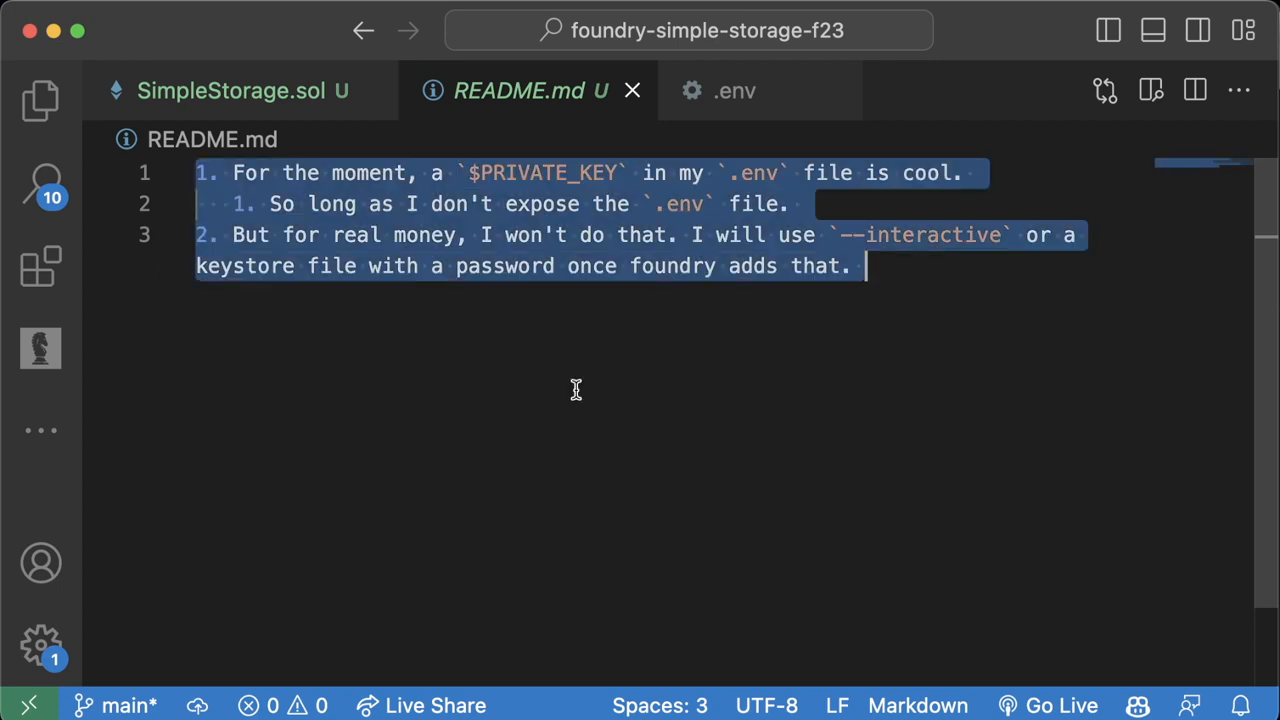 foundry-simple-storage-f23
SimpleStorage.sol U
README.md U
.env
README.md
1 1. For the moment, a `$PRIVATE_KEY` in my `.env` file is cool.
2 1. So long as I don't expose the `.env` file.
3 2. But for real money, I won't do that. I will use `--interactive` or a
keystore file with a password once foundry adds that.
10
1
main* 0 0 Live Share Spaces: 3 UTF-8 LF Markdown Go Live